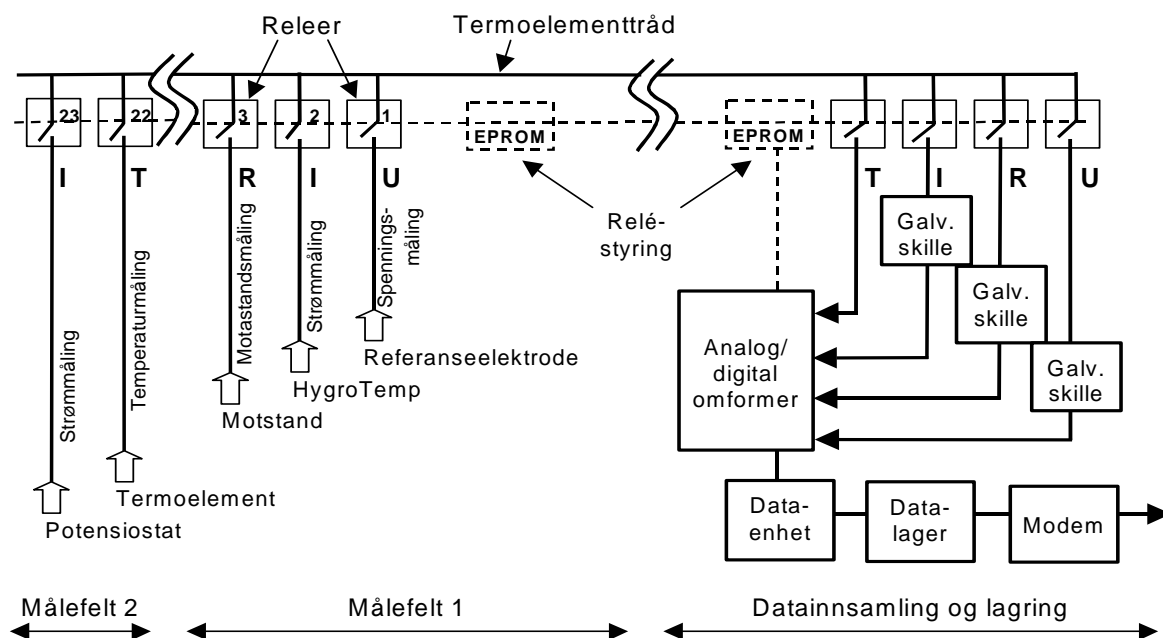 Releer
Termoelementtråd
23
22
3
2
1
EPROM
EPROM
I
T
R
I
U
T
I
R
U
Relé-
styring
Strømmåling
Temperaturmåling
Motastandsmåling
Strømmåling
Spennings-
måling
Galv.
skille
Galv.
skille
Galv.
skille
Analog/
digital
omformer
Referanseelektrode
HygroTemp
Motstand
Termoelement
Potensiostat
Data-
enhet
Data-
lager
Modem
Målefelt 2
Målefelt 1
Datainnsamling og lagring